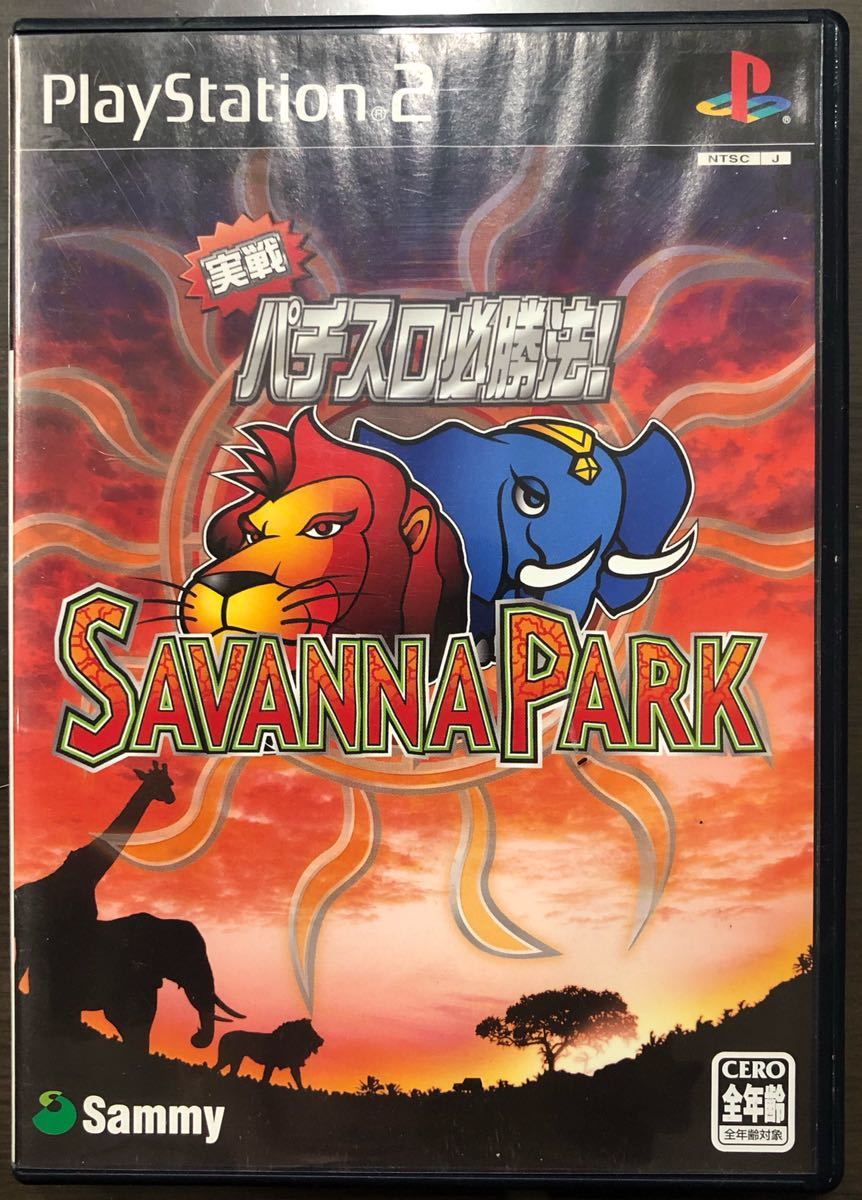 PlayStation®2
®
NTSC J
実戦
パチスロ必勝法!
SAVANNA PARK
Sammy
CERO
全年齢
全年齢対象